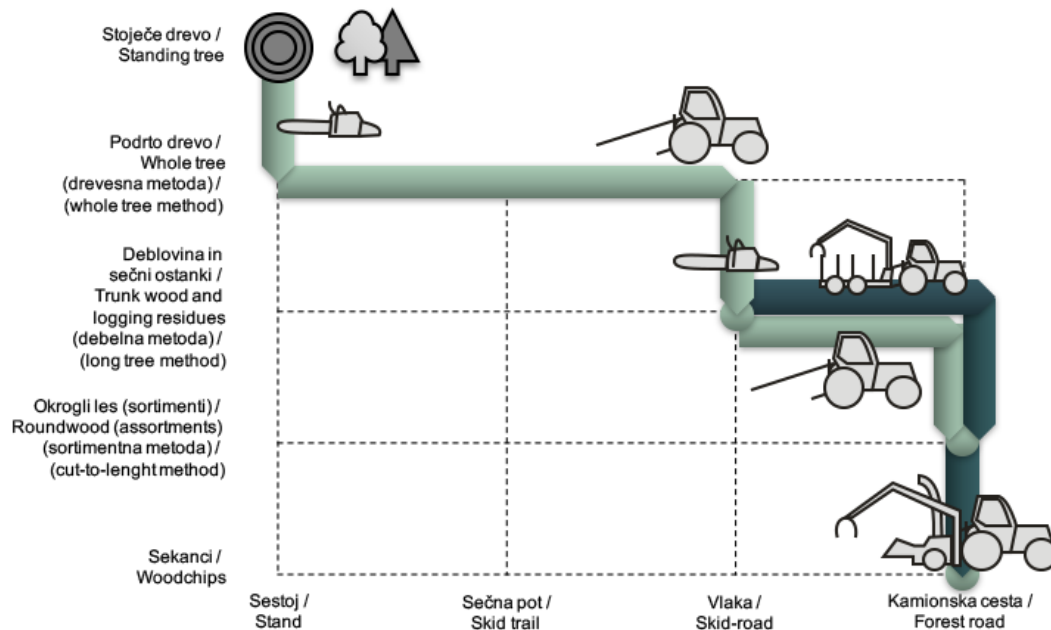 Stoječe drevo /
Standing tree
Podrto drevo /
Whole tree
(drevesna metoda) /
(whole tree method)
Deblovina in
sečni ostanki /
Trunk wood and
logging residues
(debelna metoda) /
(long tree method)
Okrogli les (sortimenti) /
Roundwood (assortments)
(sortimentna metoda) /
(cut-to-lenght method)
Sekanci /
Woodchips
Sestoj /
Stand
Sečna pot /
Skid trail
Vlaka /
Skid-road
Kamionska cesta /
Forest road